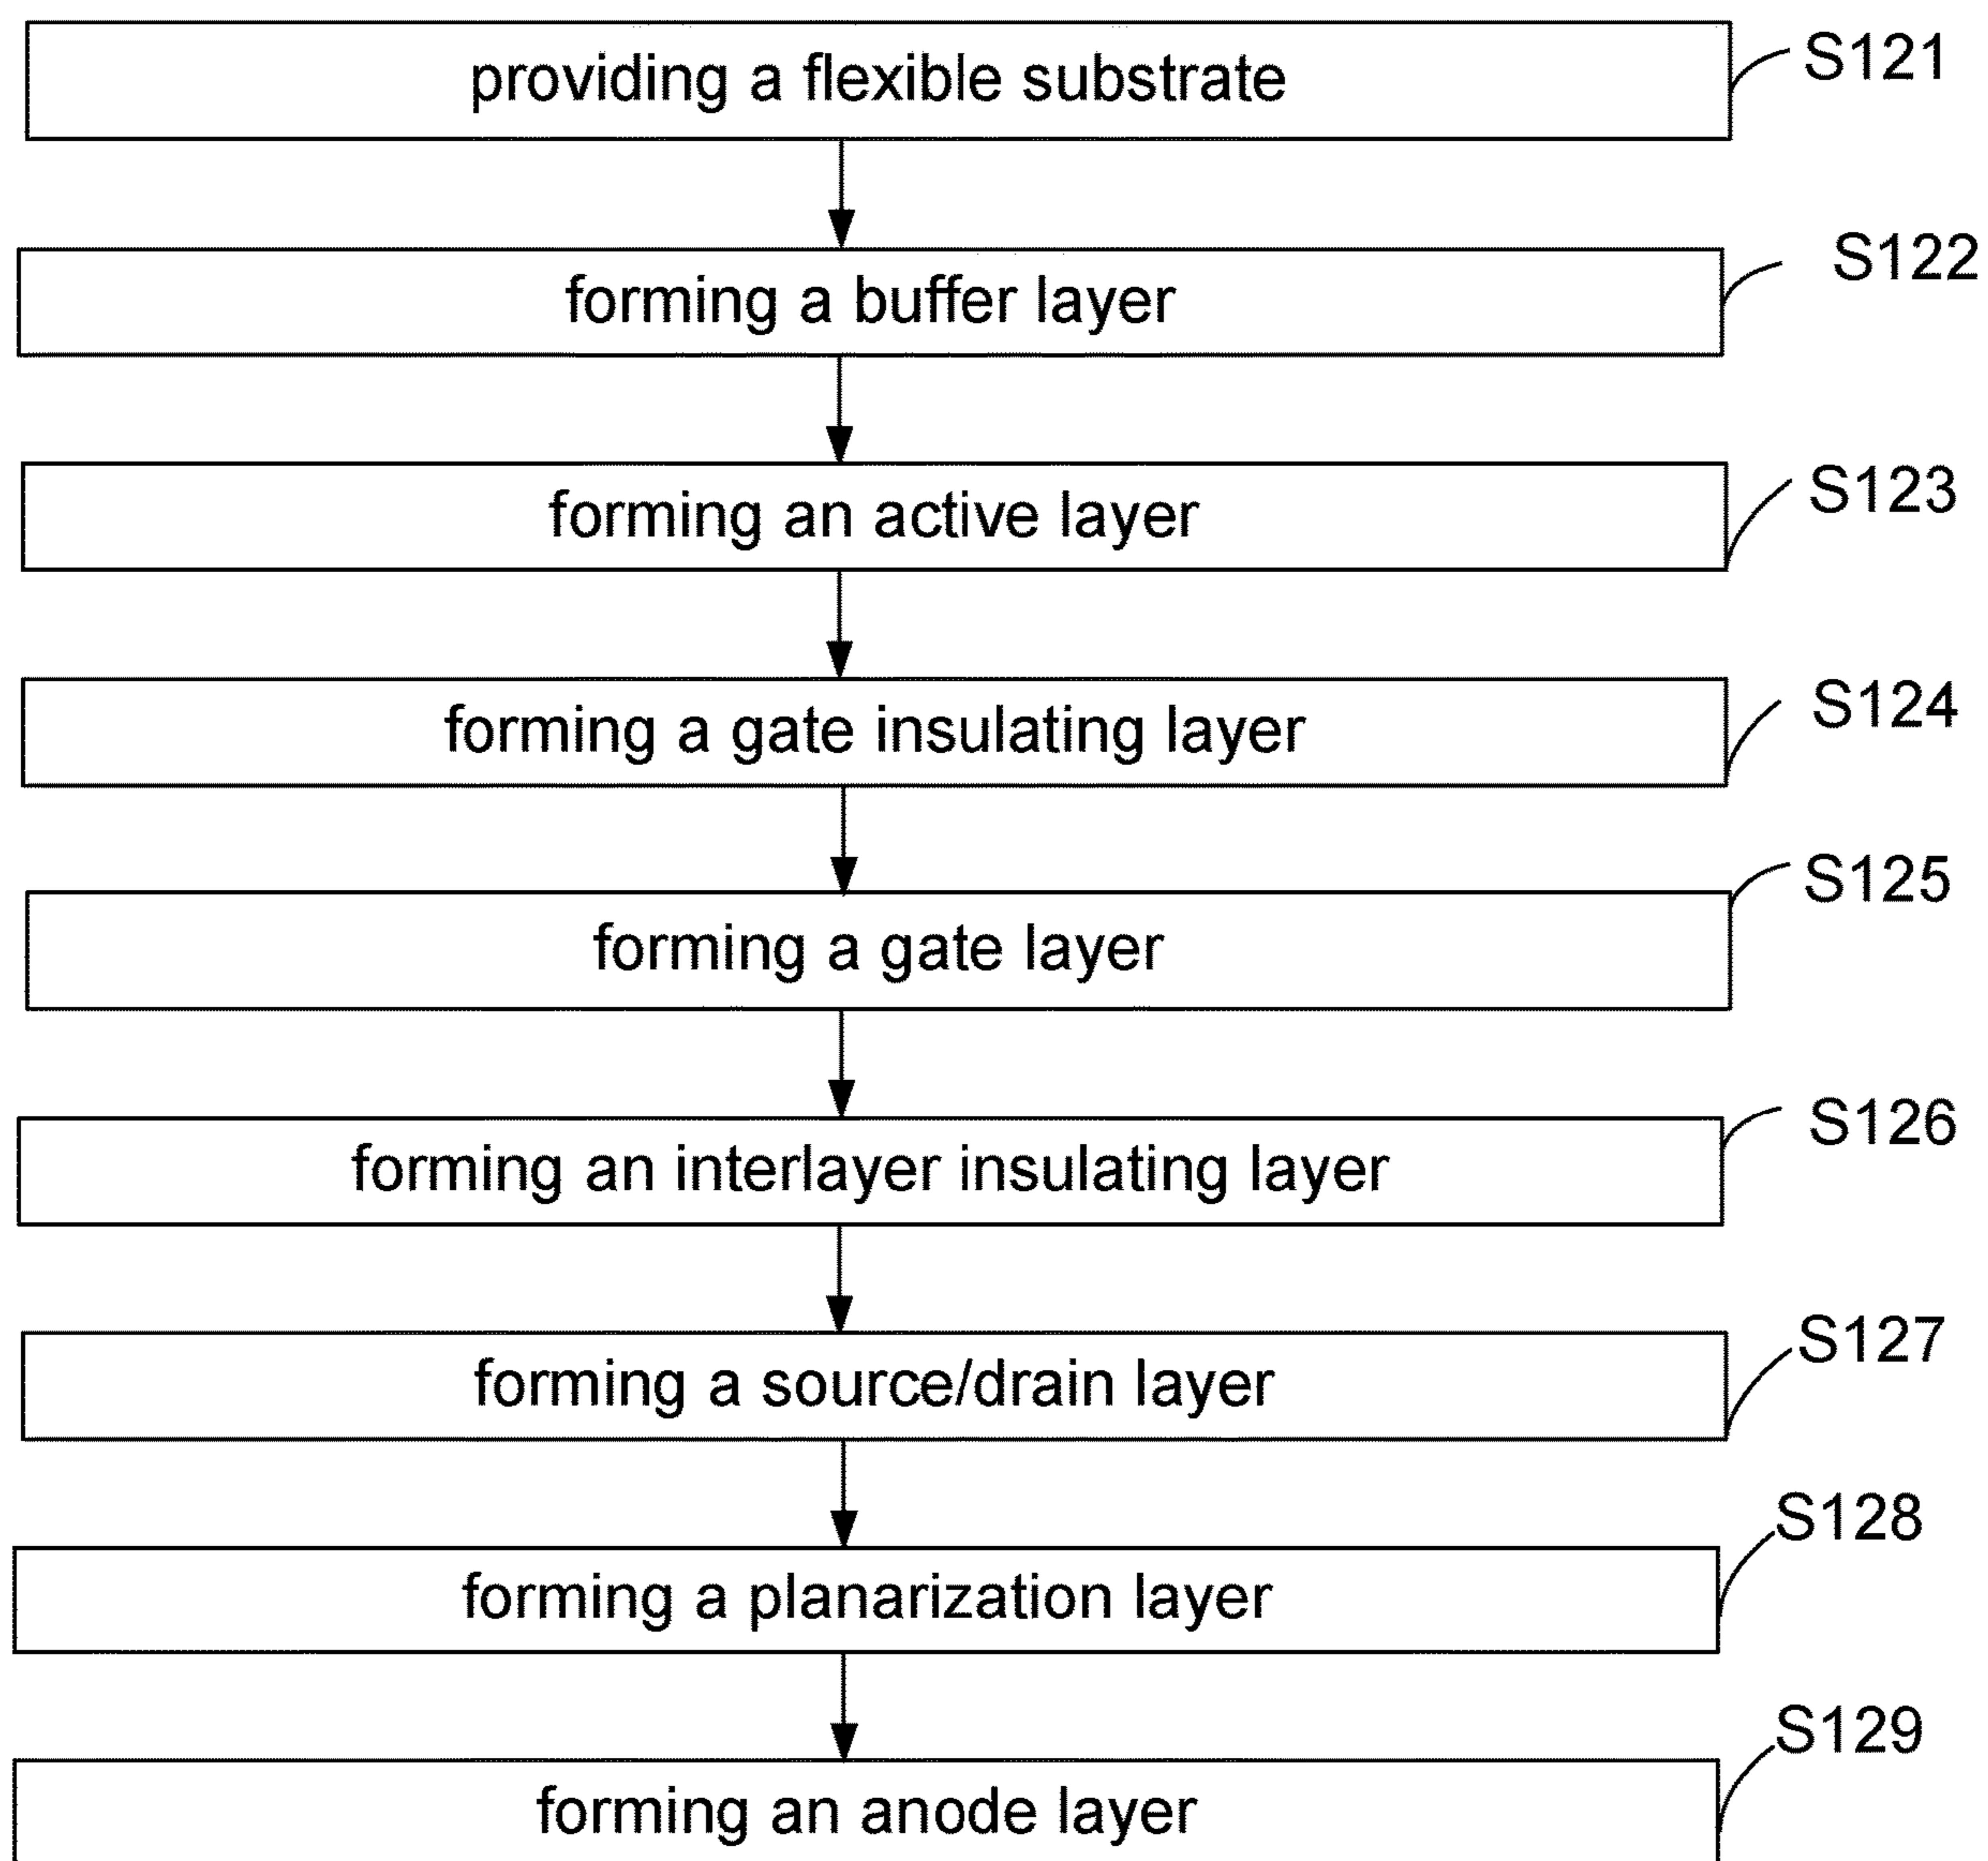 providing a flexible substrate
S121
forming a buffer layer
S122
forming an active layer
S123
forming a gate insulating layer
S124
forming a gate layer
S125
forming an interlayer insulating layer
S126
forming a source/drain layer
S127
forming a planarization layer
S128
forming an anode layer
S129